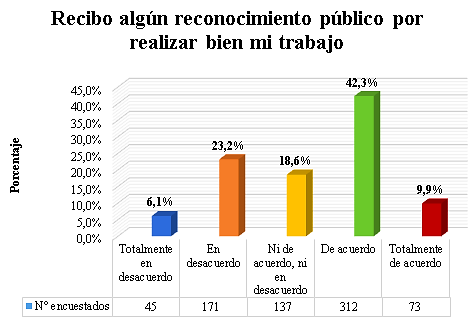 Recibo algún reconocimiento público por
realizar bien mi trabajo
Porcentaje
45,0%
40,0%
35,0%
30,0%
25,0%
20,0%
15,0%
10,0%
5,0%
0,0%
6,1%
23,2%
18,6%
42,3%
9,9%
Totalmente
en
desacuerdo
En
desacuerdo
Ni de
acuerdo, ni
en
desacuerdo
De acuerdo
Totalmente
de acuerdo
N° encuestados 45 171 137 312 73